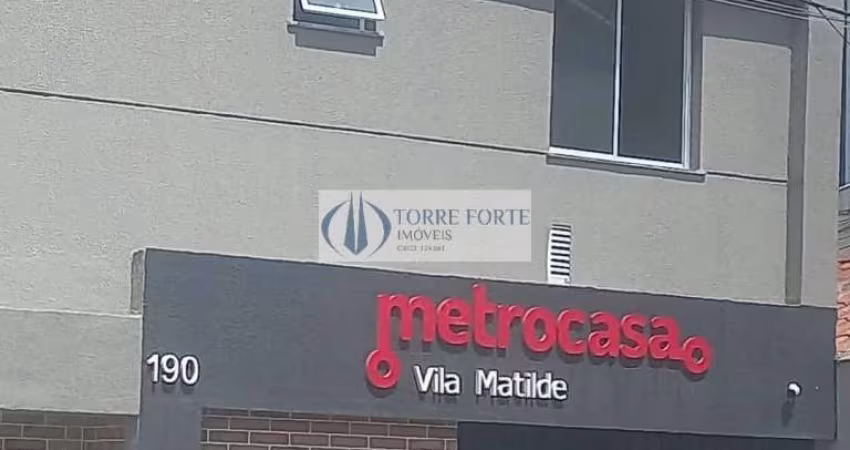 TORRE FORTE
IMÓVEIS
metrocasa
190
Vila Matilde